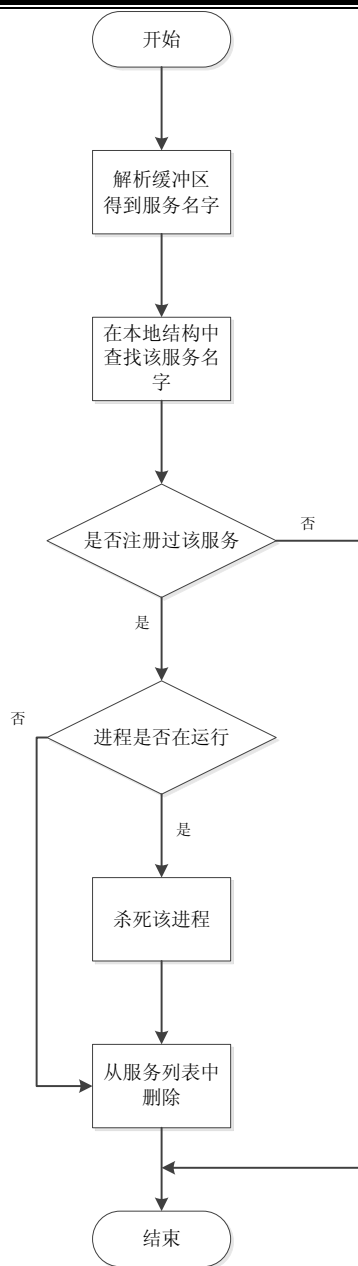 开始
解析缓冲区
得到服务名字
在本地结构中
查找该服务名
字
是否注册过该服务
否
是
进程是否在运行
否
是
杀死该进程
从服务列表中
删除
结束